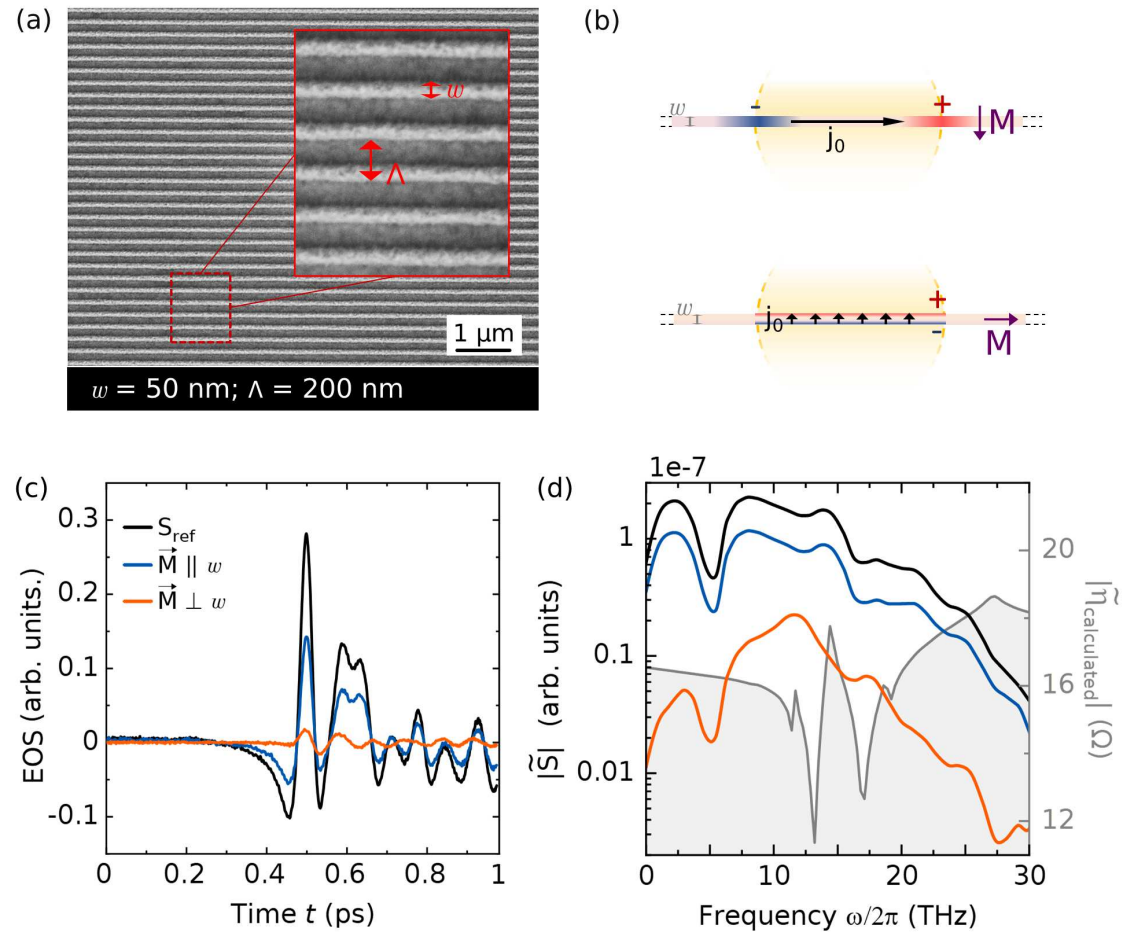 (a)
w
Λ
1 μm
w = 50 nm; Λ = 200 nm
(b)
w
-
+
j0
M
w
+
j0
-
M
(c)
EOS (arb. units.)
0.3
0.2
0.1
0
-0.1
Sref
M || w
M ⊥ w
0 0.2 0.4 0.6 0.8 1
Time t (ps)
(d)
1e-7
|S̃| (arb. units)
1
0.1
0.01
20
16
12
|η̃calculated| (Ω)
0 10 20 30
Frequency ω/2π (THz)